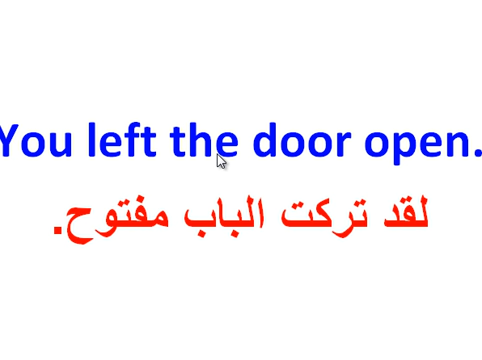 You left the door open.
لقد تركت الباب مفتوح.